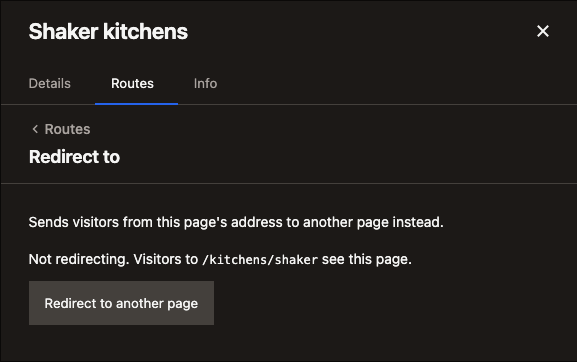 Shaker kitchens
Details Routes Info
Routes
Redirect to
Sends visitors from this page's address to another page instead.
Not redirecting. Visitors to /kitchens/shaker see this page.
Redirect to another page